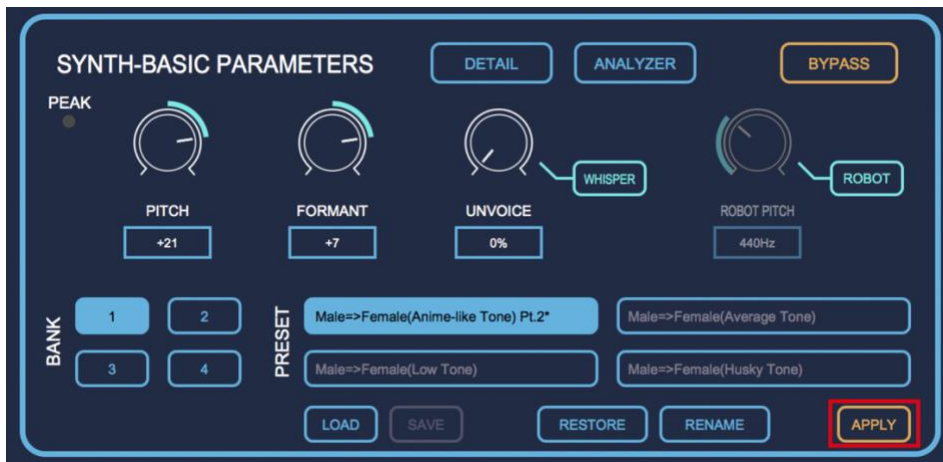 SYNTH-BASIC PARAMETERS DETAIL ANALYZER BYPASS
PEAK
WHISPER ROBOT
PITCH FORMANT UNVOICE ROBOT PITCH
+21 +7 0% 440Hz
BANK
1 2
3 4
PRESET
Male=>Female(Anime-like Tone) Pt.2* Male=>Female(Average Tone)
Male=>Female(Low Tone) Male=>Female(Husky Tone)
LOAD SAVE RESTORE RENAME APPLY